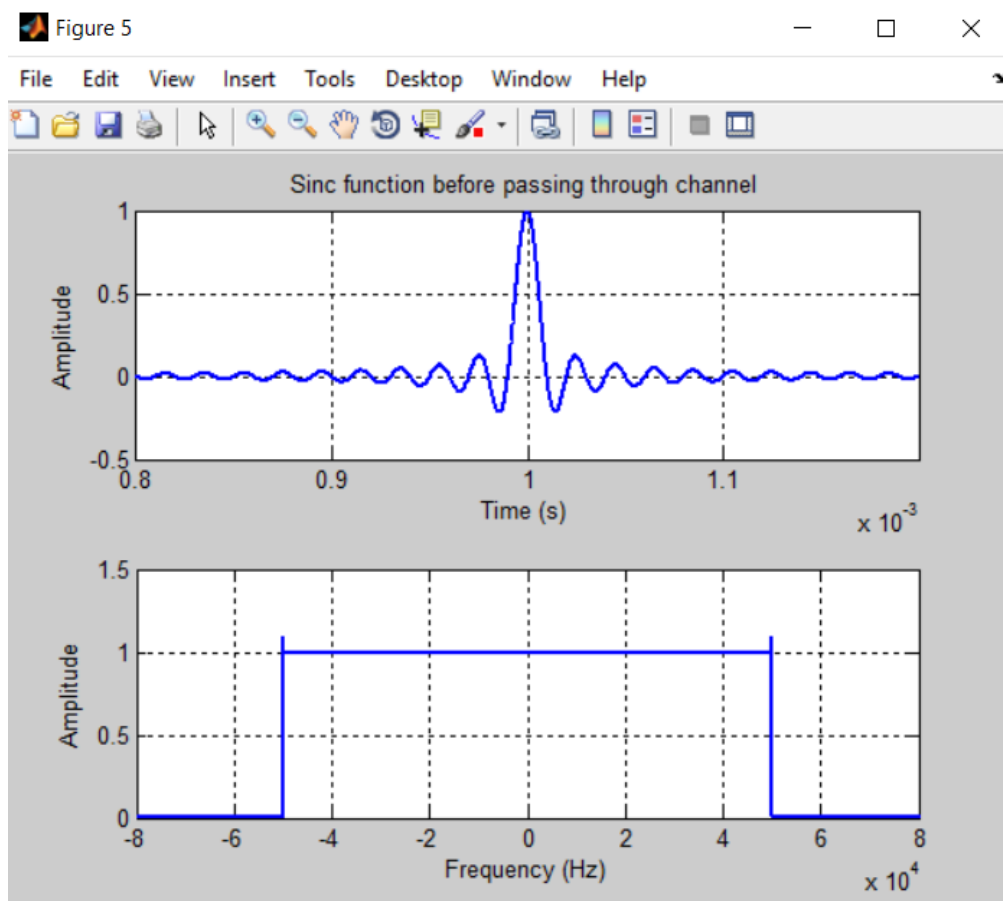 Figure 5
File Edit View Insert Tools Desktop Window Help
Sinc function before passing through channel
1
0.5
0
-0.5
Amplitude
0.8 0.9 1 1.1
Time (s)
x 10^-3
1.5
1
0.5
0
Amplitude
-8 -6 -4 -2 0 2 4 6 8
Frequency (Hz)
x 10^4